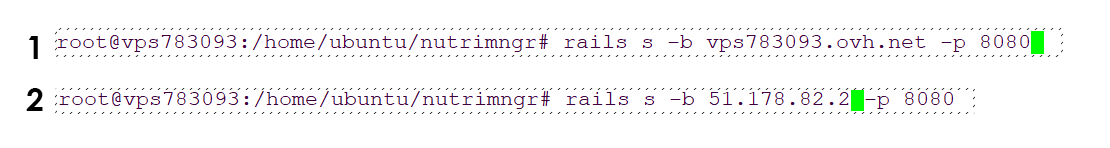 1 root@vps783093:/home/ubuntu/nutrimngr# rails s -b vps783093.ovh.net -p 8080
2 root@vps783093:/home/ubuntu/nutrimngr# rails s -b 51.178.82.2 -p 8080